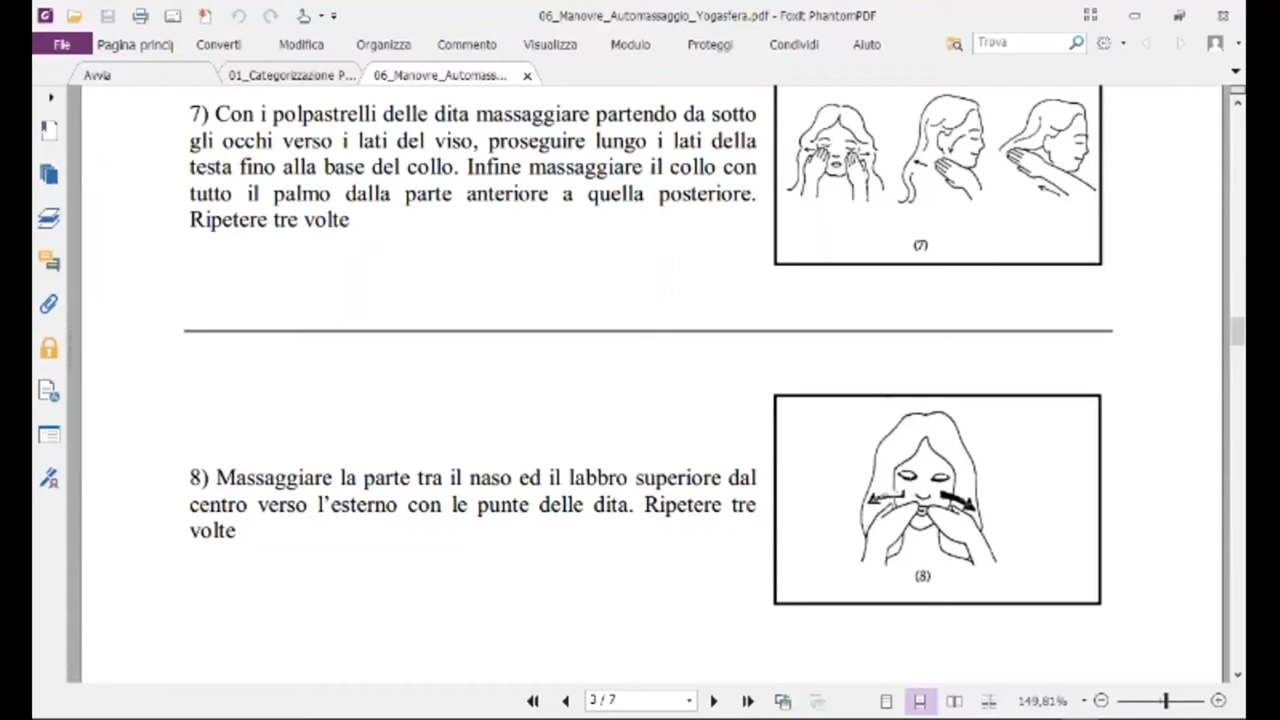 06_Manovre_Automassaggio_Yogasfera.pdf - Foxit PhantomPDF
File Pagina princip Converti Modifica Organizza Commento Visualizza Modulo Proteggi Condividi Aiuto Trova
Avvia 01_Categorizzazione P... 06_Manovre_Automass...
7) Con i polpastrelli delle dita massaggiare partendo da sotto
gli occhi verso i lati del viso, proseguire lungo i lati della
testa fino alla base del collo. Infine massaggiare il collo con
tutto il palmo dalla parte anteriore a quella posteriore.
Ripetere tre volte
(7)
8) Massaggiare la parte tra il naso ed il labbro superiore dal
centro verso l'esterno con le punte delle dita. Ripetere tre
volte
(8)
149,81%